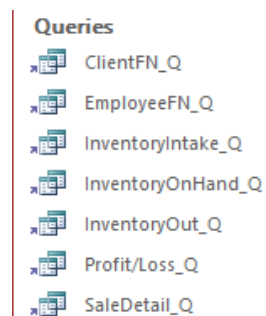 Queries
ClientFN_Q
EmployeeFN_Q
InventoryIntake_Q
InventoryOnHand_Q
InventoryOut_Q
Profit/Loss_Q
SaleDetail_Q